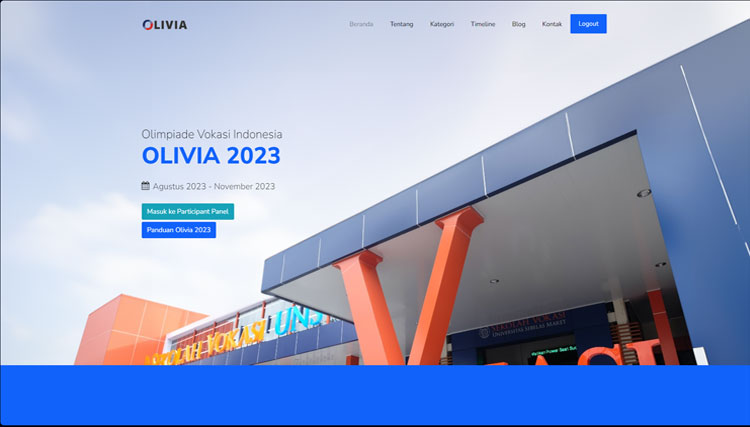 OLIVIA
Beranda Tentang Kategori Timeline Blog Kontak Logout
Olimpiade Vokasi Indonesia
OLIVIA 2023
Agustus 2023 - November 2023
Masuk ke Participant Panel
Panduan Olivia 2023
SEKOLAH VOKASI
UNIVERSITAS SEBELAS MARET
SEKOLAH VOKASI UNS